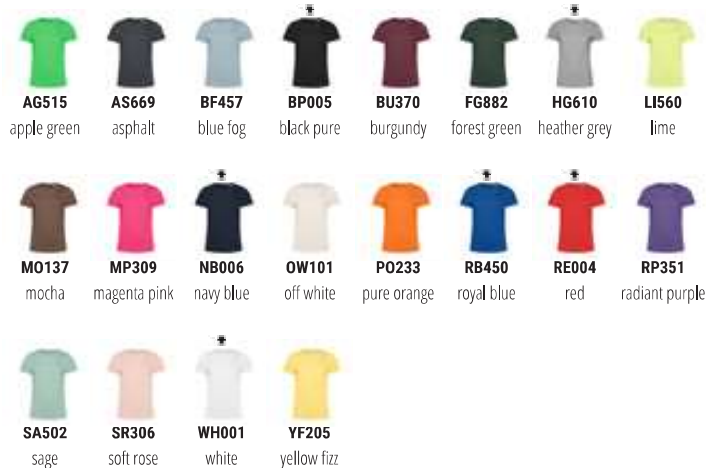 AG515 AS669 BF457 BP005 BU370 FG882 HG610 LI560
apple green asphalt blue fog black pure burgundy forest green heather grey lime
MO137 MP309 NB006 OW101 PO233 RB450 RE004 RP351
mocha magenta pink navy blue off white pure orange royal blue red radiant purple
SA502 SR306 WH001 YF205
sage soft rose white yellow fizz